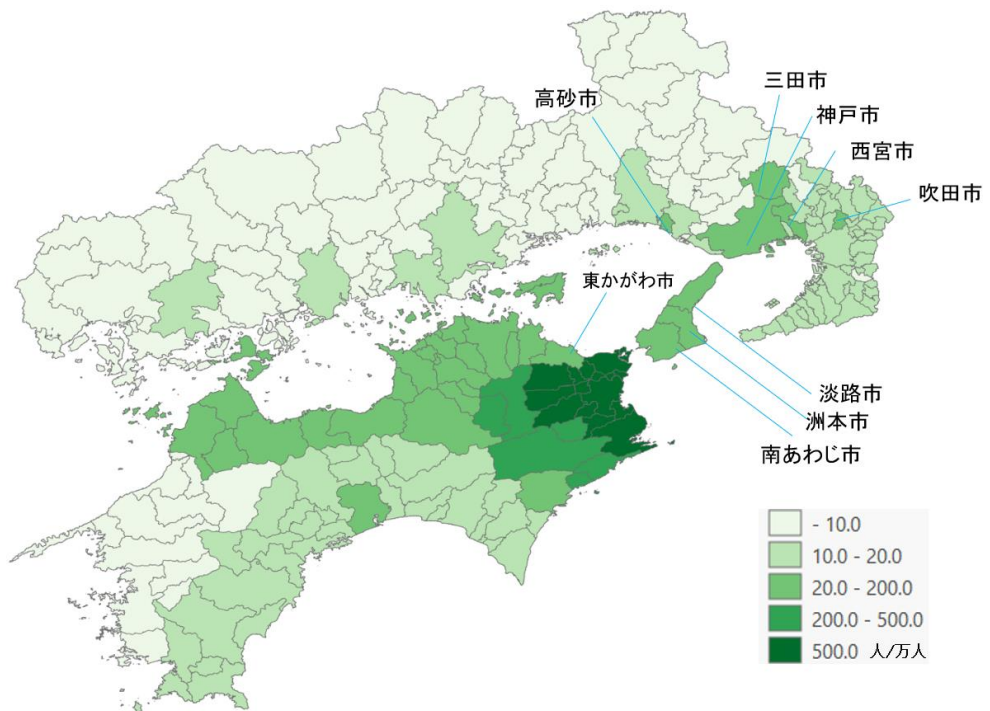 三田市
高砂市
神戸市
西宮市
吹田市
東かがわ市
淡路市
洲本市
南あわじ市
- 10.0
10.0 - 20.0
20.0 - 200.0
200.0 - 500.0
500.0 人/万人